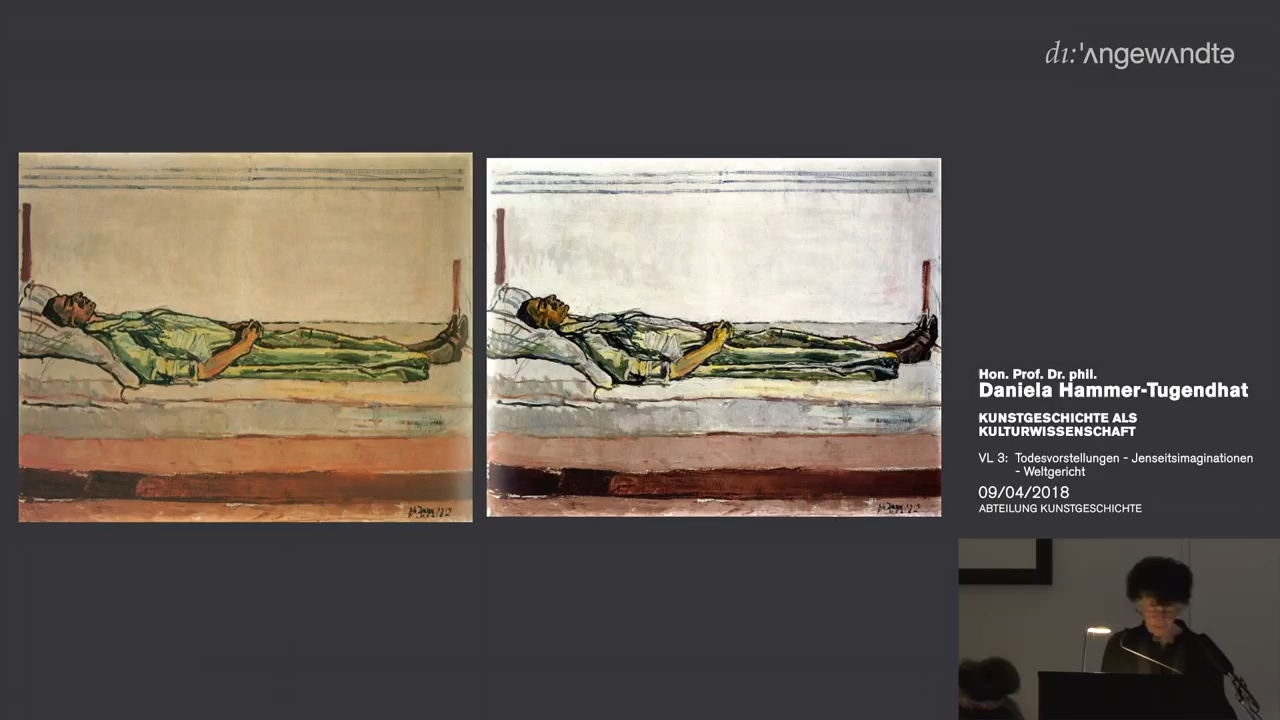 dı:'ʌngewʌndtə
Hon. Prof. Dr. phil.
Daniela Hammer-Tugendhat
KUNSTGESCHICHTE ALS
KULTURWISSENSCHAFT
VL 3: Todesvorstellungen - Jenseitsimaginationen
- Weltgericht
09/04/2018
ABTEILUNG KUNSTGESCHICHTE